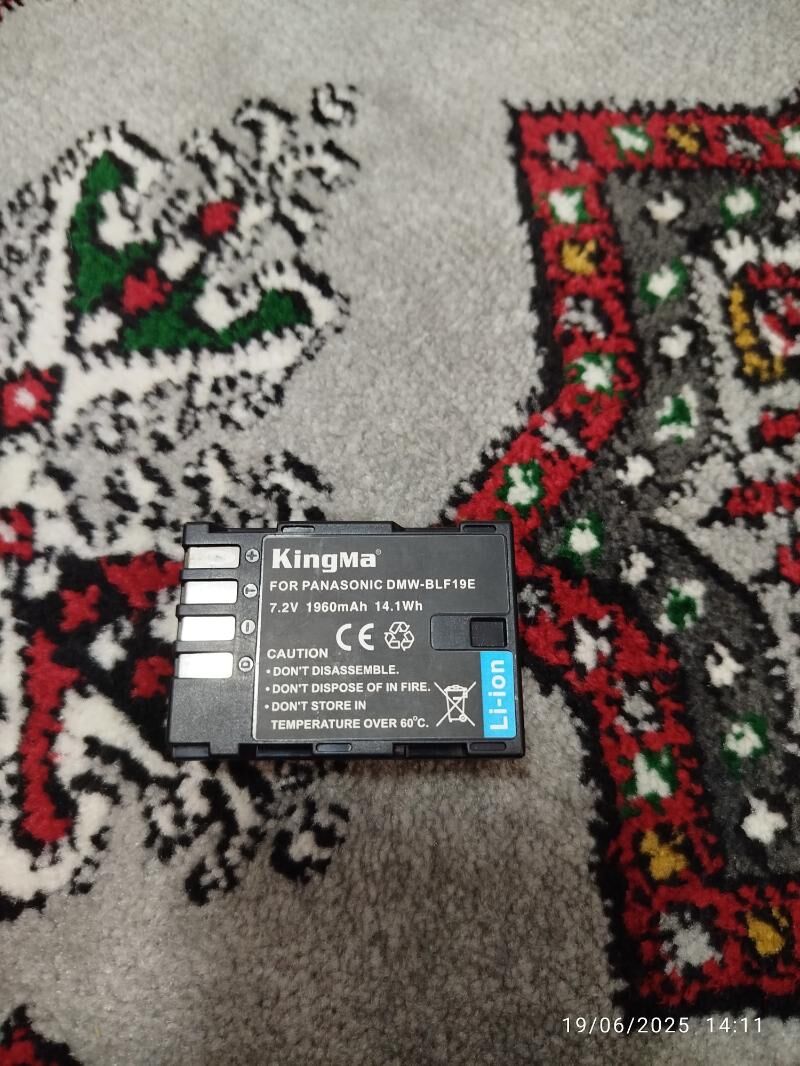 KingMa®
FOR PANASONIC DMW-BLF19E
7.2V 1960mAh 14.1Wh
CE
CAUTION
• DON'T DISASSEMBLE.
• DON'T DISPOSE OF IN FIRE.
• DON'T STORE IN
TEMPERATURE OVER 60°C.
Li-ion
19/06/2025 14:11